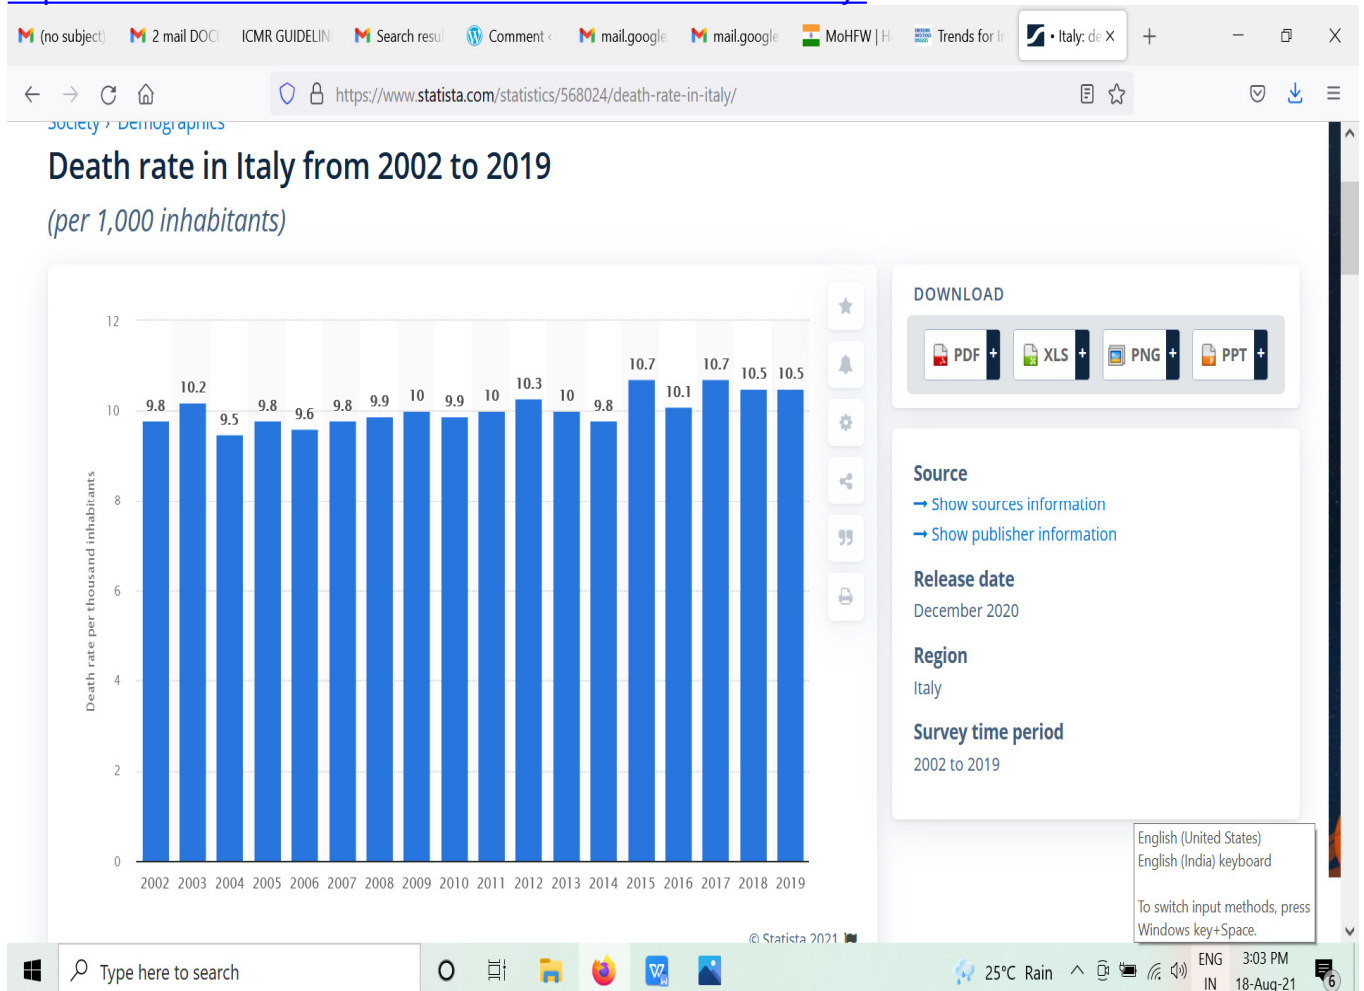 (no subject) 2 mail DOCU ICMR GUIDELIN Search resul Comment ‹ mail.google. mail.google. MoHFW | H Trends for In • Italy: de
https://www.statista.com/statistics/568024/death-rate-in-italy/
Society › Demographics
Death rate in Italy from 2002 to 2019
(per 1,000 inhabitants)
12
10
8
6
4
2
0
Death rate per thousand inhabitants
9.8 10.2 9.5 9.8 9.6 9.8 9.9 10 9.9 10 10.3 10 9.8 10.7 10.1 10.7 10.5 10.5
2002 2003 2004 2005 2006 2007 2008 2009 2010 2011 2012 2013 2014 2015 2016 2017 2018 2019
© Statista 2021
DOWNLOAD
PDF + XLS + PNG + PPT +
Source
Show sources information
Show publisher information
Release date
December 2020
Region
Italy
Survey time period
2002 to 2019
English (United States)
English (India) keyboard
To switch input methods, press
Windows key+Space.
Type here to search
25°C Rain
ENG
IN
3:03 PM
18-Aug-21
6